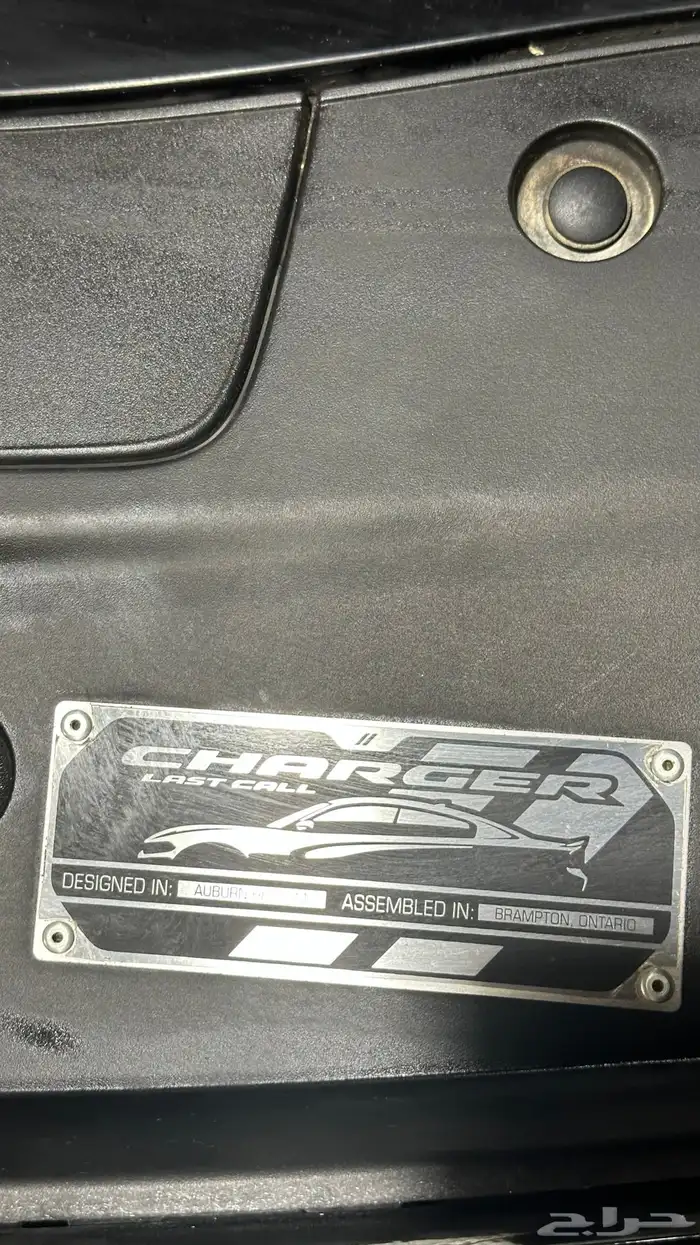 CHARGER
LAST CALL
DESIGNED IN: AUBURN
ASSEMBLED IN: BRAMPTON, ONTARIO
حراج